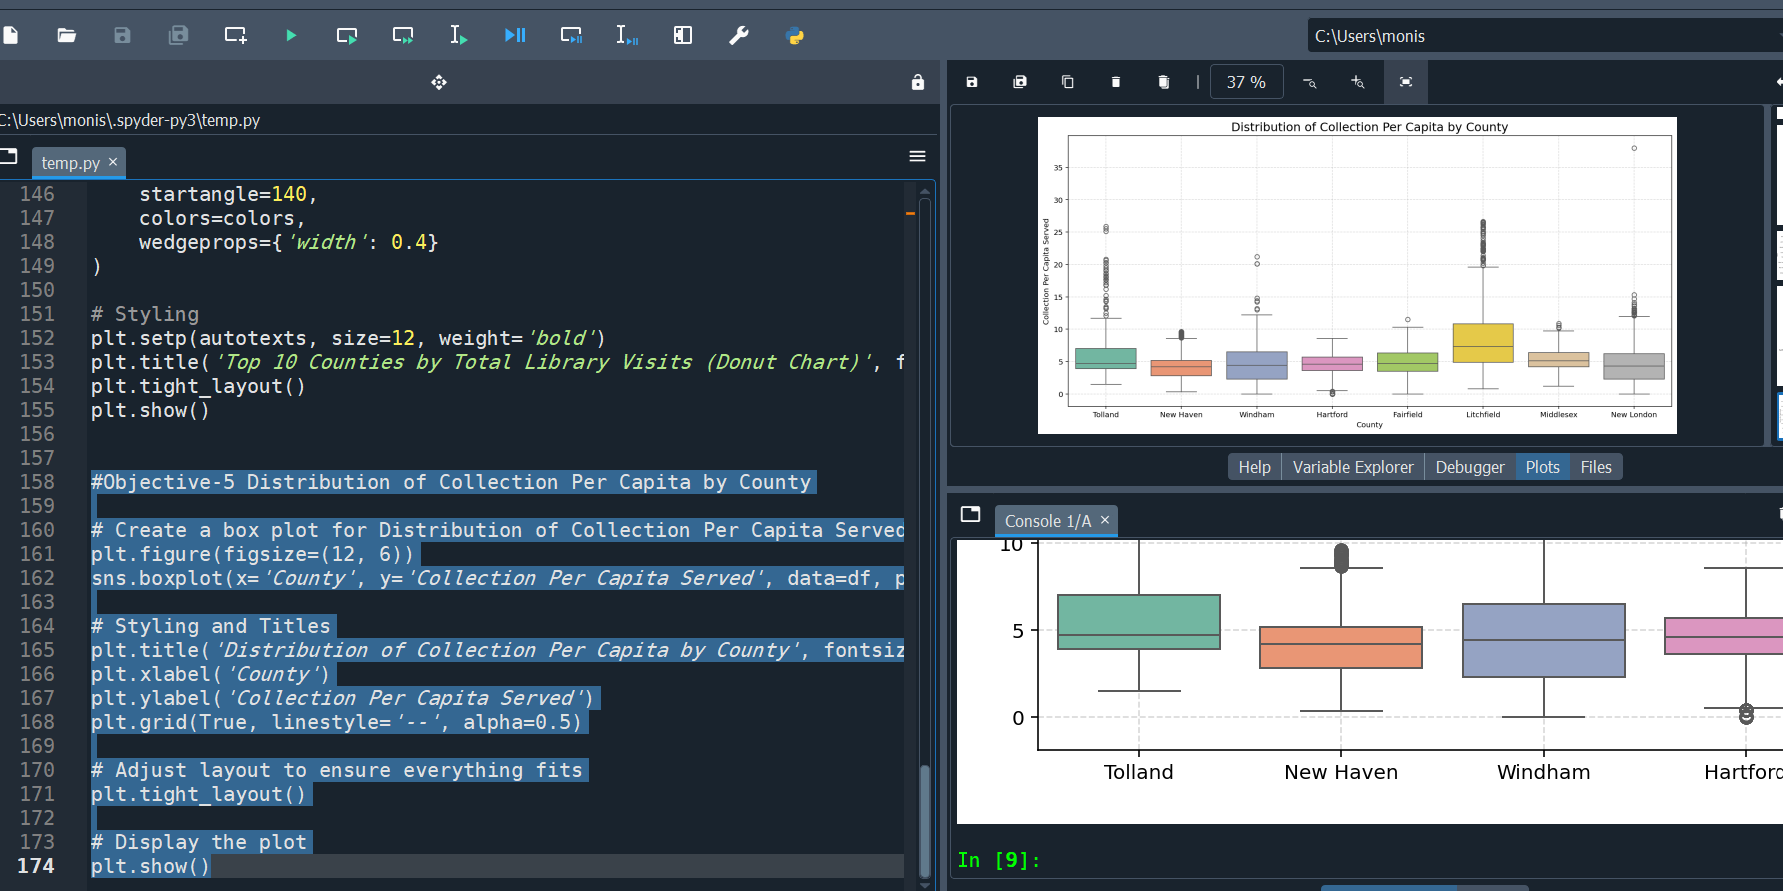 C:\Users\monis
C:\Users\monis\.spyder-py3\temp.py
temp.py
146 startangle=140,
147 colors=colors,
148 wedgeprops={'width': 0.4}
149 )
150
151 # Styling
152 plt.setp(autotexts, size=12, weight='bold')
153 plt.title('Top 10 Counties by Total Library Visits (Donut Chart)', f
154 plt.tight_layout()
155 plt.show()
156
157
158 #Objective-5 Distribution of Collection Per Capita by County
159
160 # Create a box plot for Distribution of Collection Per Capita Served
161 plt.figure(figsize=(12, 6))
162 sns.boxplot(x='County', y='Collection Per Capita Served', data=df, p
163
164 # Styling and Titles
165 plt.title('Distribution of Collection Per Capita by County', fontsiz
166 plt.xlabel('County')
167 plt.ylabel('Collection Per Capita Served')
168 plt.grid(True, linestyle='--', alpha=0.5)
169
170 # Adjust layout to ensure everything fits
171 plt.tight_layout()
172
173 # Display the plot
174 plt.show()
37 %
Distribution of Collection Per Capita by County
Collection Per Capita Served
35
30
25
20
15
10
5
0
Tolland New Haven Windham Hartford Fairfield Litchfield Middlesex New London
County
Help Variable Explorer Debugger Plots Files
Console 1/A
10
5
0
Tolland New Haven Windham Hartford
In [9]: